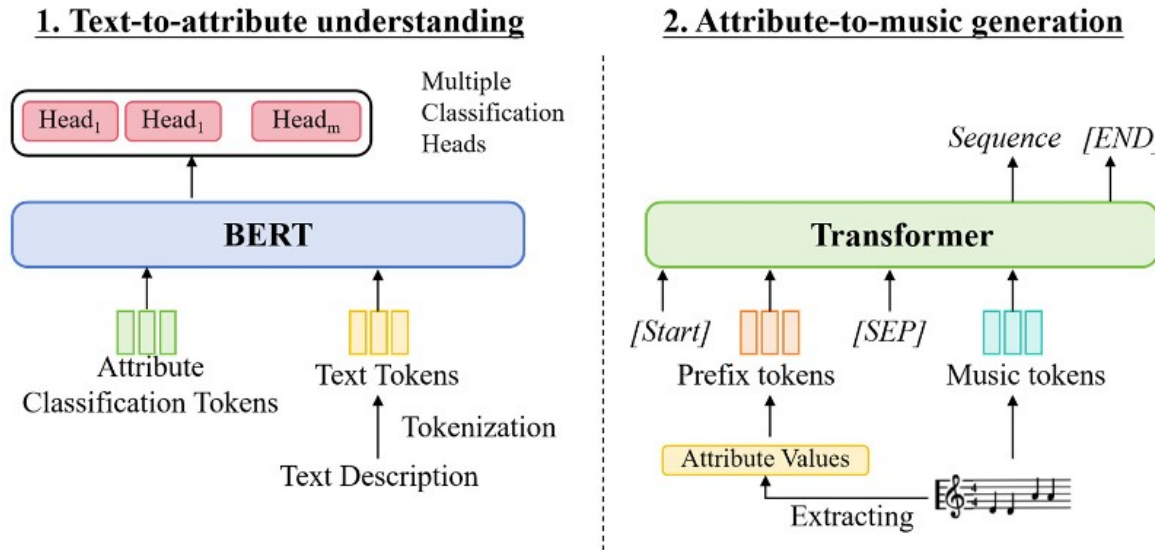 1. Text-to-attribute understanding
Head1 Head1 Headm
Multiple
Classification
Heads
BERT
Attribute
Classification Tokens
Text Tokens
Tokenization
Text Description
2. Attribute-to-music generation
Sequence [END]
Transformer
[Start]
Prefix tokens
[SEP]
Music tokens
Attribute Values
Extracting